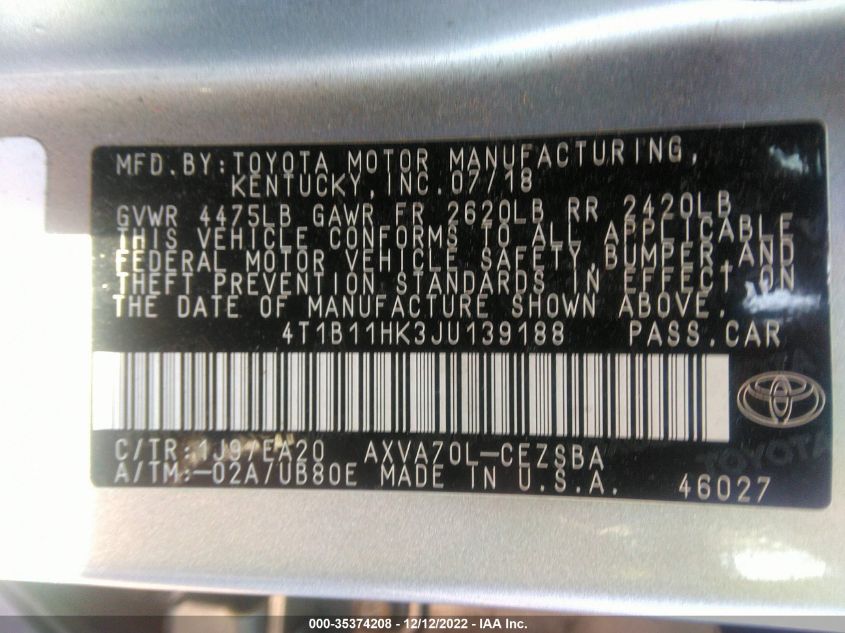 MFD.BY:TOYOTA MOTOR MANUFACTURING,
KENTUCKY,INC.07/18
GVWR 4475LB GAWR FR 2620LB RR 2420LB
THIS VEHICLE CONFORMS TO ALL APPLICABLE
FEDERAL MOTOR VEHICLE SAFETY,BUMPER,AND
THEFT PREVENTION STANDARDS IN EFFECT ON
THE DATE OF MANUFACTURE SHOWN ABOVE.
4T1B11HK3JU139188 PASS.CAR
C/TR:1J97EA20 AXVA70L-CEZSBA
A/TM:-02A/UB80E MADE IN U.S.A. 46027
TOYOTA
000-35374208 - 12/12/2022 - IAA Inc.